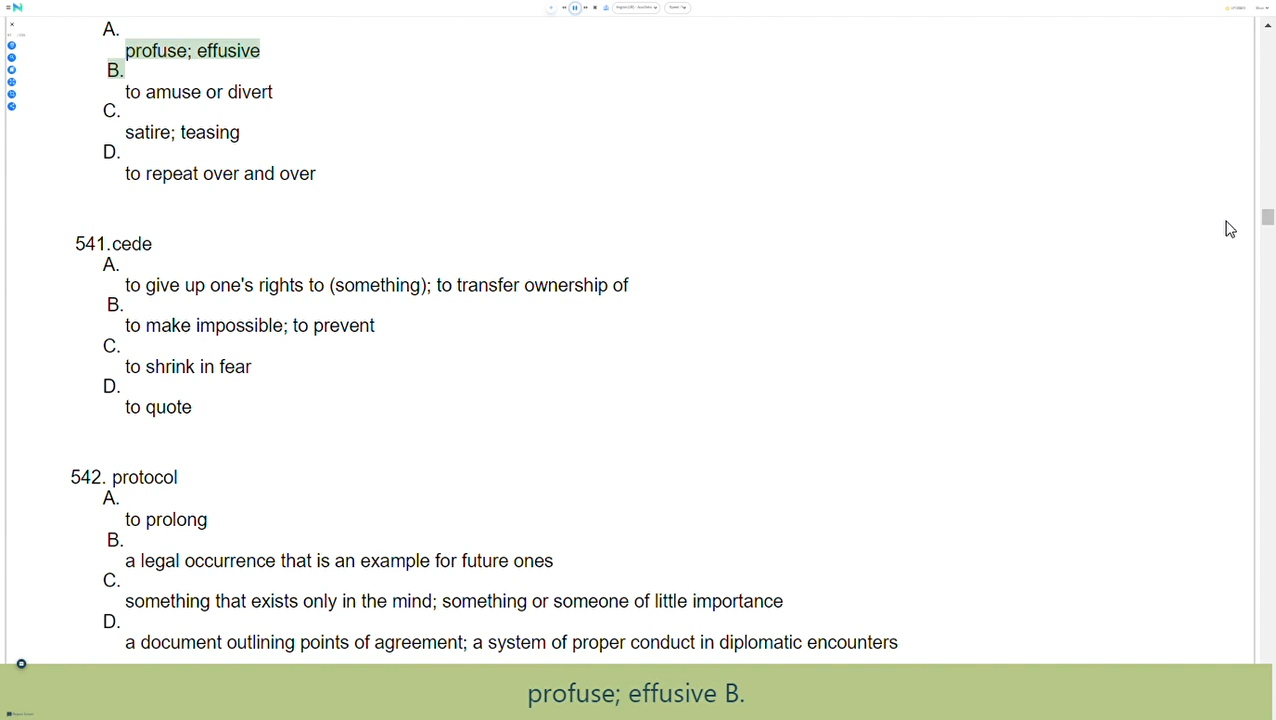 A.
profuse; effusive
B.
to amuse or divert
C.
satire; teasing
D.
to repeat over and over
541.cede
A.
to give up one's rights to (something); to transfer ownership of
B.
to make impossible; to prevent
C.
to shrink in fear
D.
to quote
542. protocol
A.
to prolong
B.
a legal occurrence that is an example for future ones
C.
something that exists only in the mind; something or someone of little importance
D.
a document outlining points of agreement; a system of proper conduct in diplomatic encounters
profuse; effusive B.